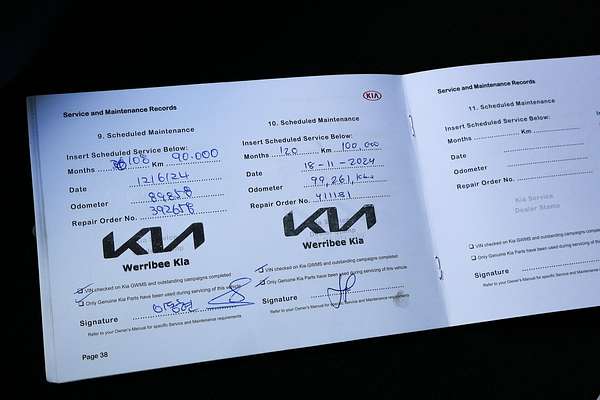 Service and Maintenance Records
KIA
9. Scheduled Maintenance
Insert Scheduled Service Below:
Months 108 Km 90.000
Date 12/6/24
Odometer 89858
Repair Order No. 392658
Werribee Kia
VIN checked on Kia GWMS and outstanding campaigns completed
Only Genuine Kia Parts have been used during servicing of this vehicle
Signature
Refer to your Owner's Manual for specific Service and Maintenance requirements
Page 38
10. Scheduled Maintenance
Insert Scheduled Service Below:
Months 120 Km 100,000
Date 18-11-2024
Odometer 99,261 KL
Repair Order No. 411181
Werribee Kia
VIN checked on Kia GWMS and outstanding campaigns completed
Only Genuine Kia Parts have been used during servicing of this vehicle
Signature
Refer to your Owner's Manual for specific Service and Maintenance requirements
Service and Maintenance Records
11. Scheduled Maintenance
Insert Scheduled Service Below:
Months Km
Date
Odometer
Repair Order No.
Kia Service
Dealer Stamp
VIN checked on Kia GWMS and outstanding
Only Genuine Kia Parts have been used during
Signature
Refer to your Owner's Manual for specific Service